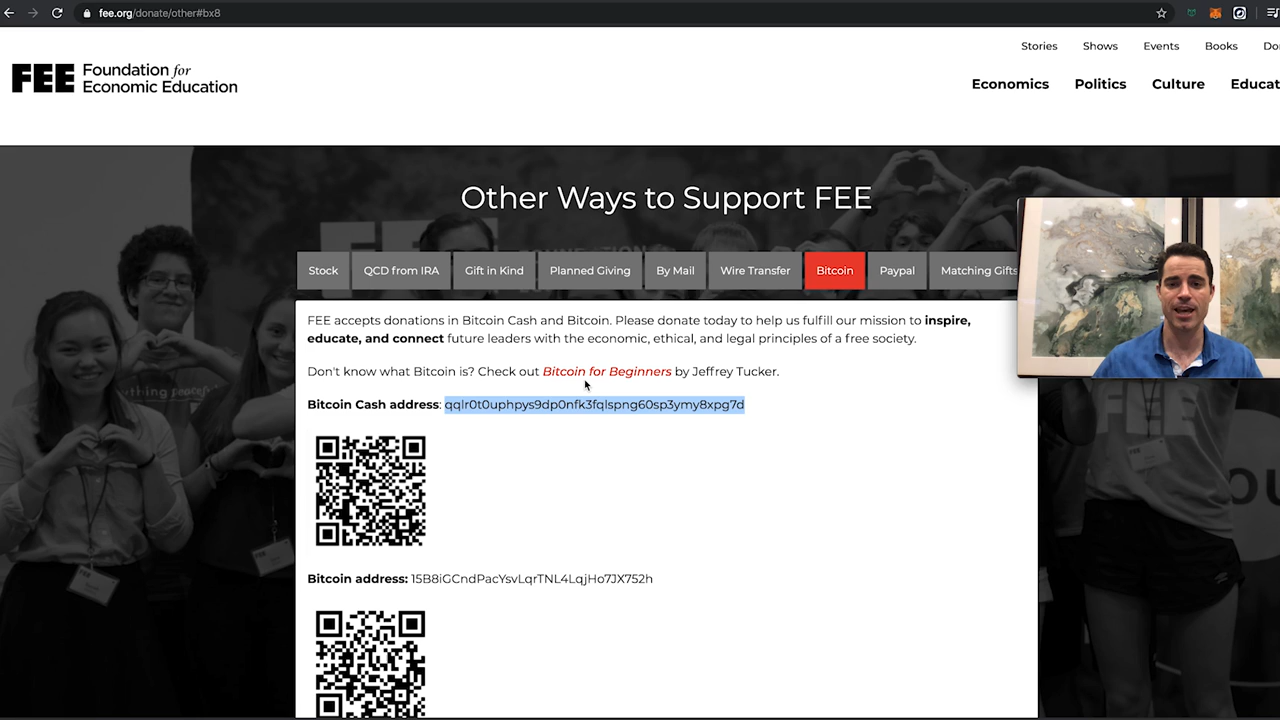 fee.org/donate/other#bx8
Stories Shows Events Books Do
FEE Foundation for
Economic Education
Economics Politics Culture Educat
Other Ways to Support FEE
Stock QCD from IRA Gift in Kind Planned Giving By Mail Wire Transfer Bitcoin Paypal Matching Gifts
FEE accepts donations in Bitcoin Cash and Bitcoin. Please donate today to help us fulfill our mission to inspire,
educate, and connect future leaders with the economic, ethical, and legal principles of a free society.
Don't know what Bitcoin is? Check out Bitcoin for Beginners by Jeffrey Tucker.
Bitcoin Cash address: qqlr0t0uphpys9dp0nfk3fqlspng60sp3ymy8xpg7d
Bitcoin address: 15B8iGCndPacYsvLqrTNL4LqjHo7JX752h